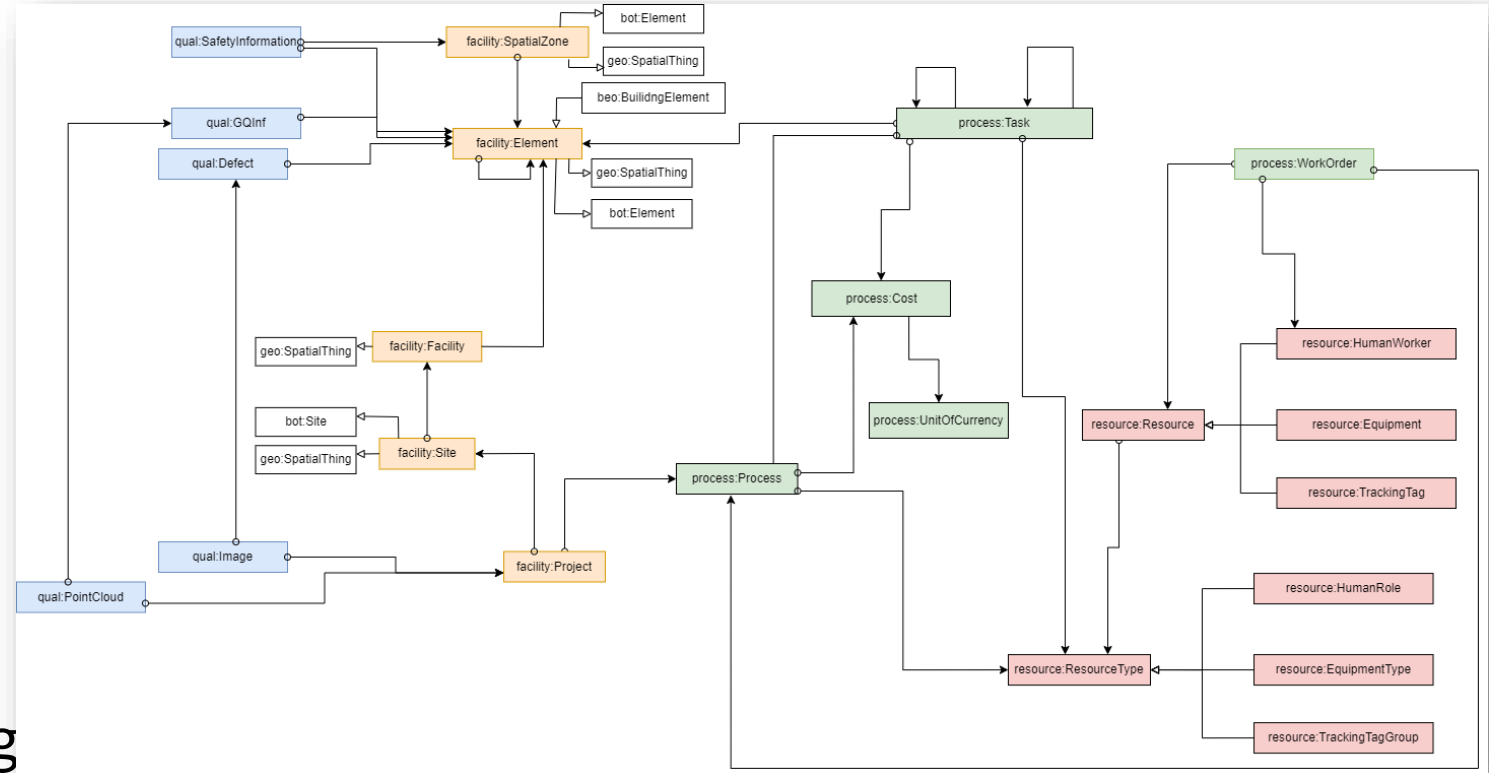 bot:Element
qual:SafetyInformation
facility:SpatialZone
geo:SpatialThing
beo:BuilidngElement
qual:GQInf
process:Task
facility:Element
qual:Defect
process:WorkOrder
geo:SpatialThing
bot:Element
process:Cost
facility:Facility
geo:SpatialThing
resource:HumanWorker
bot:Site
process:UnitOfCurrency
resource:Resource
resource:Equipment
facility:Site
geo:SpatialThing
process:Process
resource:TrackingTag
qual:Image
facility:Project
qual:PointCloud
resource:HumanRole
resource:ResourceType
resource:EquipmentType
resource:TrackingTagGroup
g